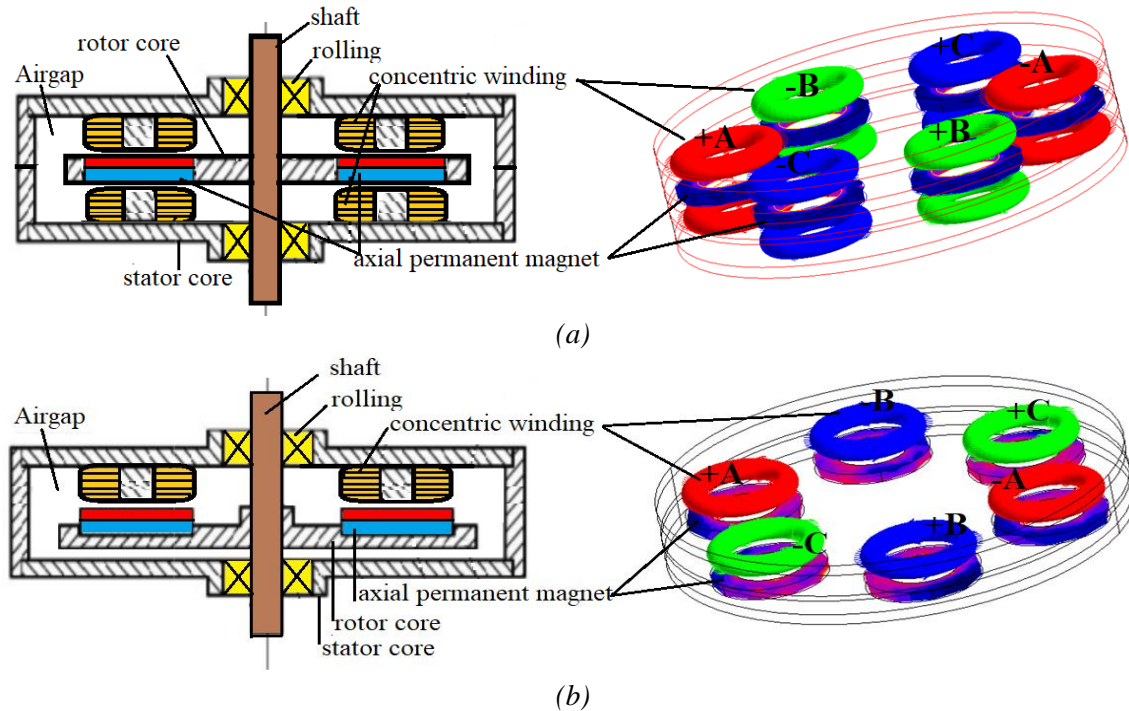 shaft
rotor core
rolling
Airgap
concentric winding
axial permanent magnet
stator core
+C
-A
-B
+A
+B
-C
(a)
shaft
rolling
Airgap
concentric winding
axial permanent magnet
rotor core
stator core
-B
+C
+A
-A
+B
-C
(b)